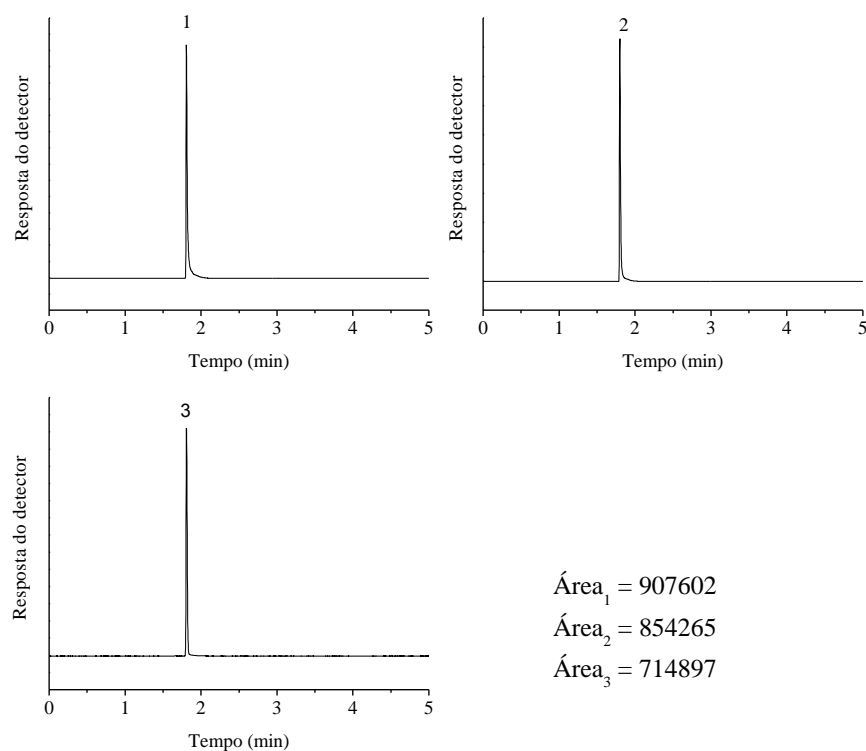 1
Resposta do detector
0 1 2 3 4 5
Tempo (min)
2
Resposta do detector
0 1 2 3 4 5
Tempo (min)
3
Resposta do detector
0 1 2 3 4 5
Tempo (min)
Área₁ = 907602
Área₂ = 854265
Área₃ = 714897